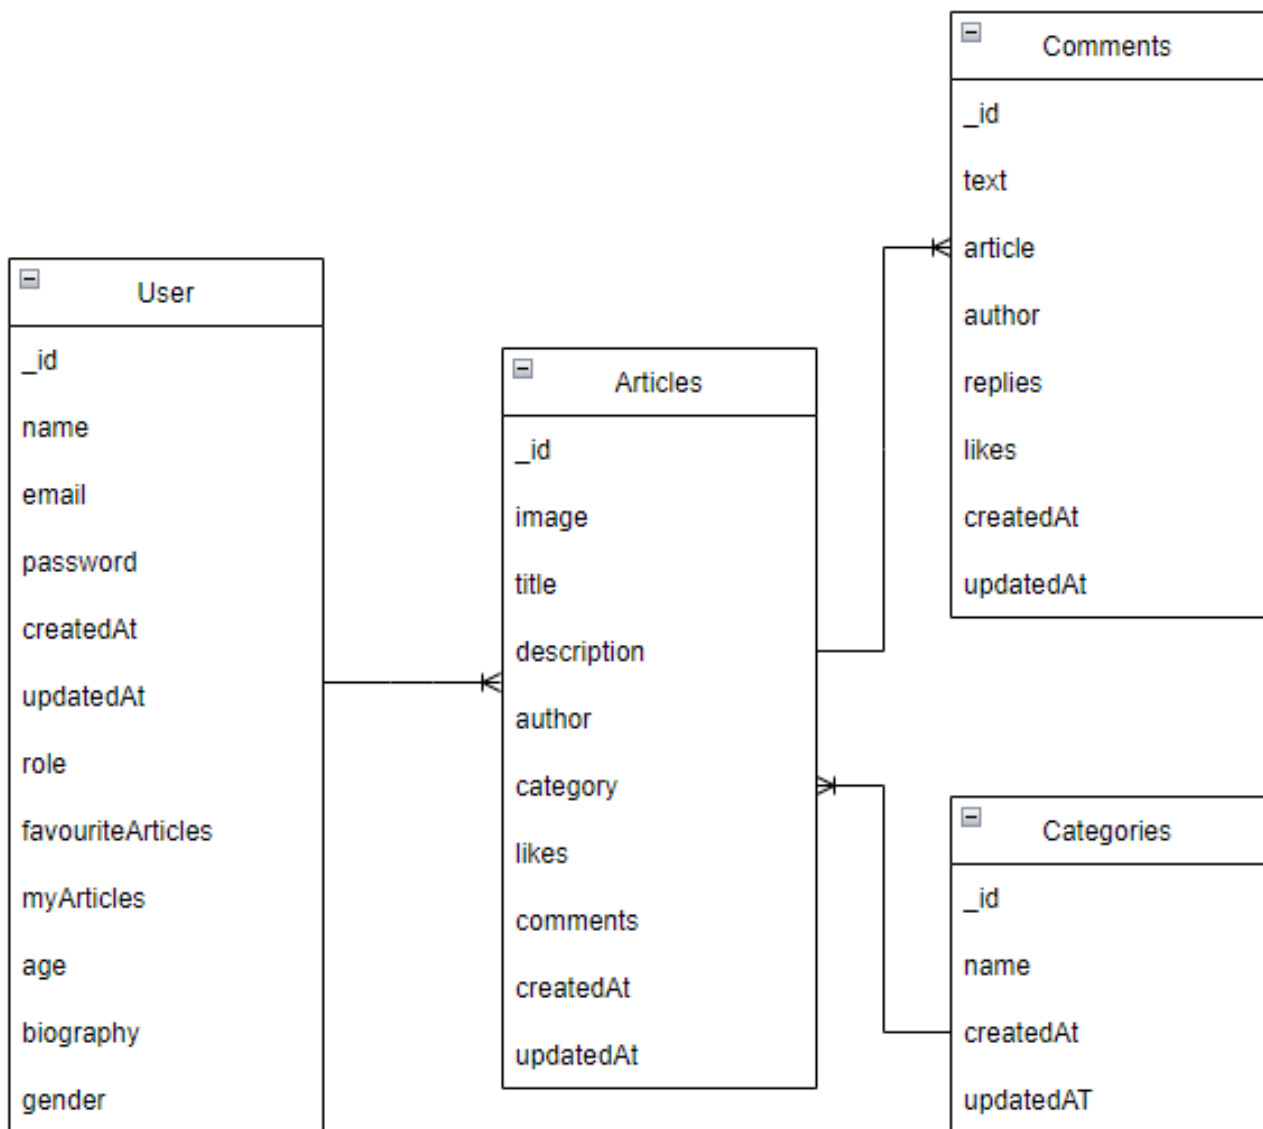 User
_id
name
email
password
createdAt
updatedAt
role
favouriteArticles
myArticles
age
biography
gender
Articles
_id
image
title
description
author
category
likes
comments
createdAt
updatedAt
Comments
_id
text
article
author
replies
likes
createdAt
updatedAt
Categories
_id
name
createdAt
updatedAT